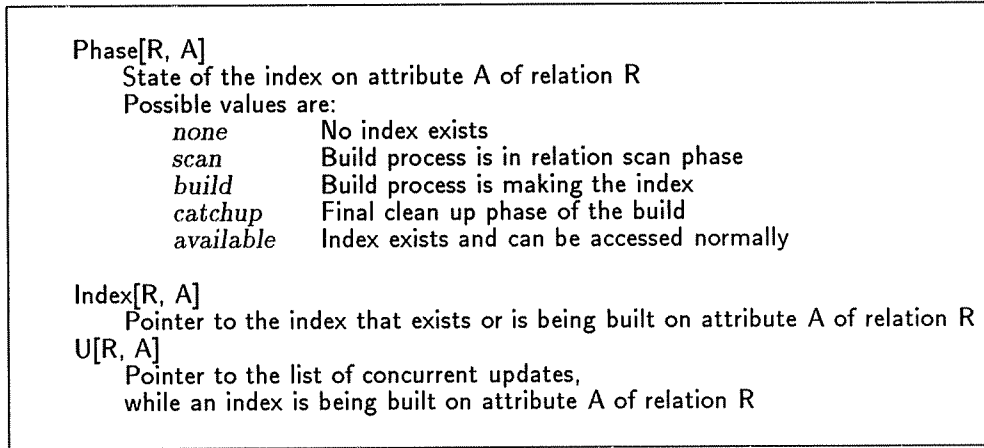 Phase[R, A]
State of the index on attribute A of relation R
Possible values are:
none No index exists
scan Build process is in relation scan phase
build Build process is making the index
catchup Final clean up phase of the build
available Index exists and can be accessed normally
Index[R, A]
Pointer to the index that exists or is being built on attribute A of relation R
U[R, A]
Pointer to the list of concurrent updates,
while an index is being built on attribute A of relation R